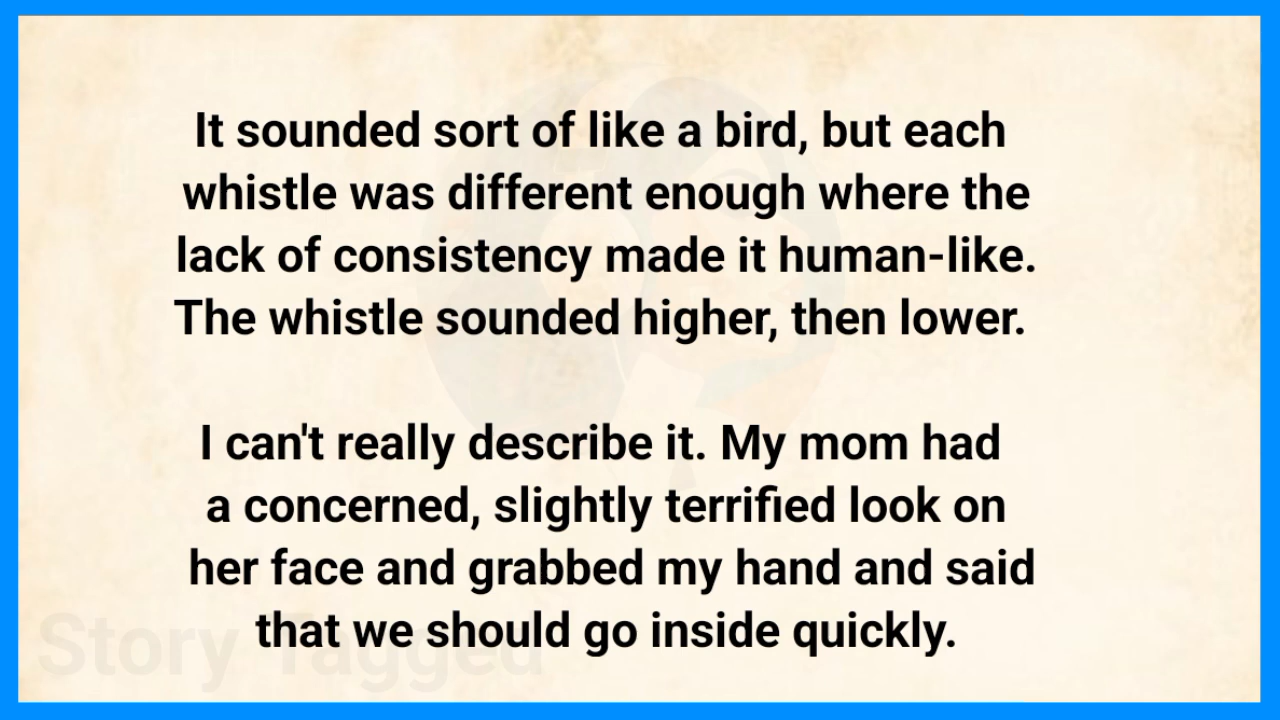 It sounded sort of like a bird, but each
whistle was different enough where the
lack of consistency made it human-like.
The whistle sounded higher, then lower.
I can't really describe it. My mom had
a concerned, slightly terrified look on
her face and grabbed my hand and said
that we should go inside quickly.
Story Tagged